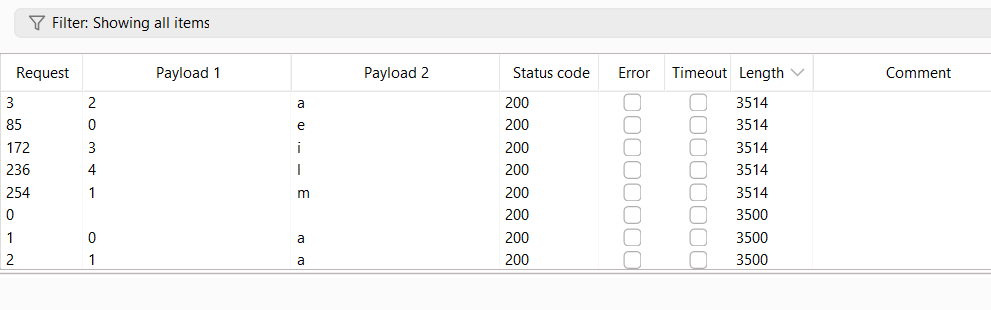 Filter: Showing all items
Request Payload 1 Payload 2 Status code Error Timeout Length Comment
3 2 a 200 3514
85 0 e 200 3514
172 3 i 200 3514
236 4 l 200 3514
254 1 m 200 3514
0 200 3500
1 0 a 200 3500
2 1 a 200 3500